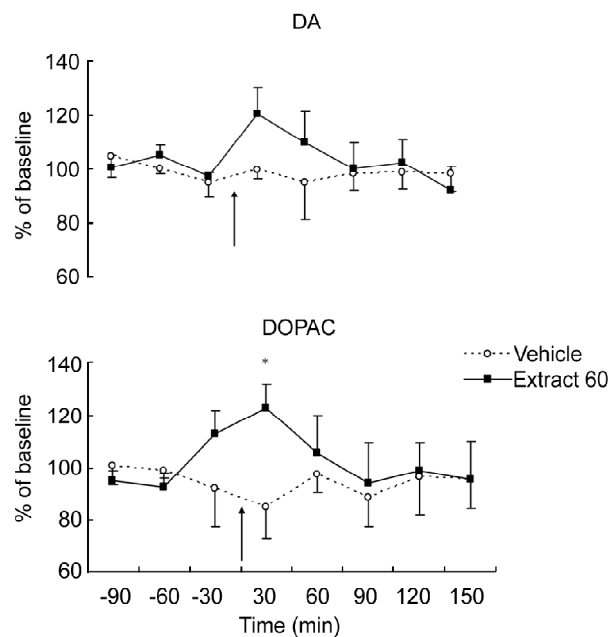 DA
140
120
100
80
60
% of baseline
DOPAC
140
120
100
80
60
% of baseline
*
Vehicle
Extract 60
-90 -60 -30 30 60 90 120 150
Time (min)